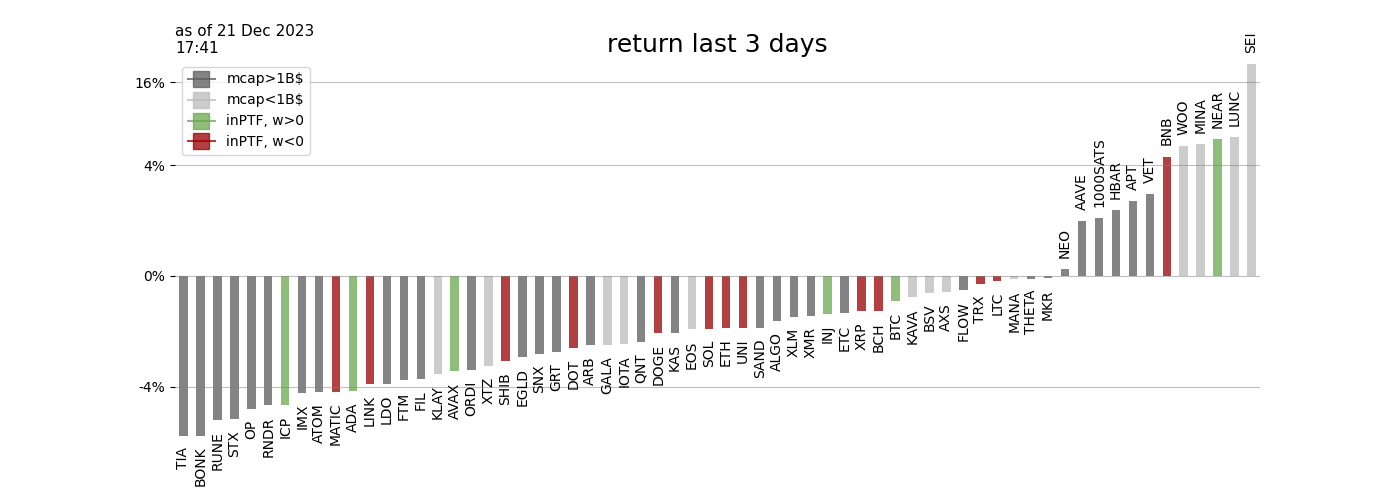 as of 21 Dec 2023
17:41
return last 3 days
mcap>1B$
mcap<1B$
inPTF, w>0
inPTF, w<0
16%
4%
0%
-4%
TIA
BONK
RUNE
STX
OP
RNDR
ICP
IMX
ATOM
MATIC
ADA
LINK
LDO
FTM
FIL
KLAY
AVAX
ORDI
XTZ
SHIB
EGLD
SNX
GRT
DOT
ARB
GALA
IOTA
QNT
DOGE
KAS
EOS
SOL
ETH
UNI
SAND
ALGO
XLM
XMR
INJ
ETC
XRP
BCH
BTC
KAVA
BSV
AXS
FLOW
TRX
LTC
MANA
THETA
MKR
NEO
AAVE
1000SATS
HBAR
APT
VET
BNB
WOO
MINA
NEAR
LUNC
SEI